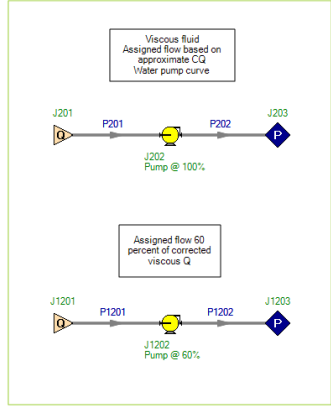 Viscous fluid
Assigned flow based on
approximate CQ
Water pump curve
J201
P201
P202
J203
Q
P
J202
Pump @ 100%
Assigned flow 60
percent of corrected
viscous Q
J1201
P1201
P1202
J1203
Q
P
J1202
Pump @ 60%